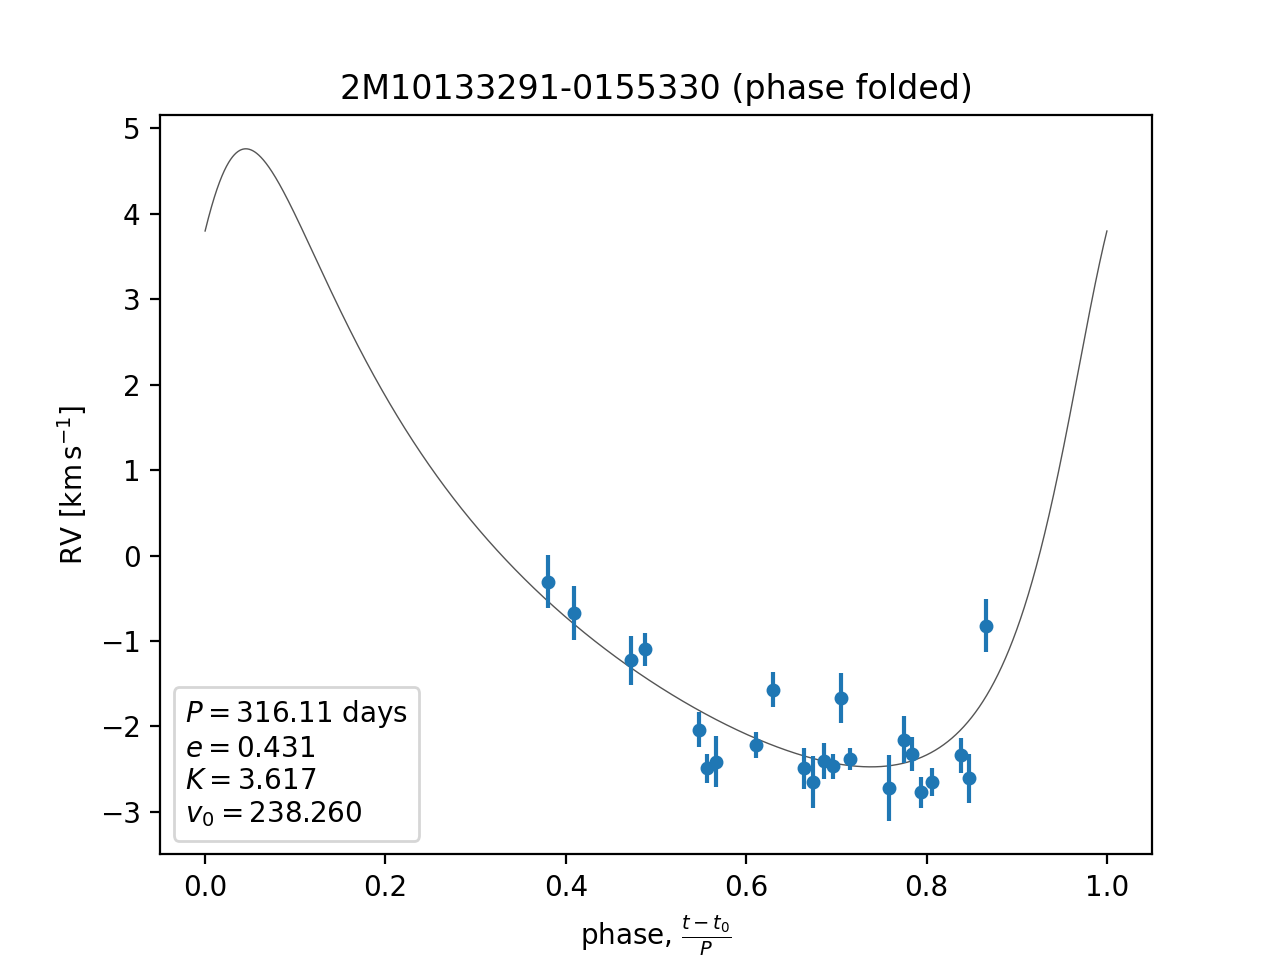 2M10133291-0155330 (phase folded)
RV [km s⁻¹]
5
4
3
2
1
0
−1
−2
−3
P = 316.11 days
e = 0.431
K = 3.617
v₀ = 238.260
0.0 0.2 0.4 0.6 0.8 1.0
phase, (t − t₀)/P